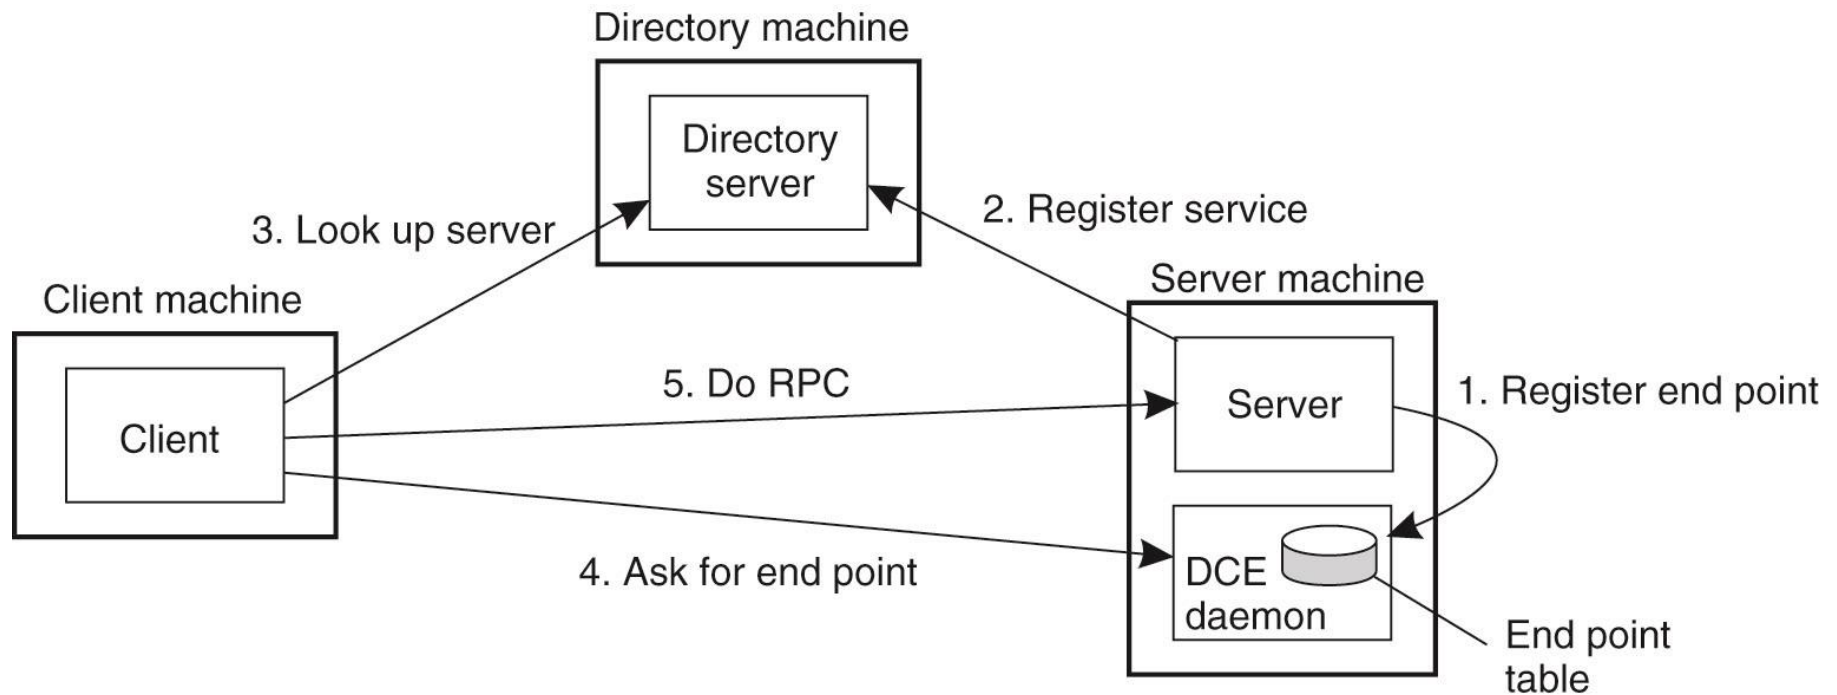 Directory machine
Directory
server
3. Look up server
2. Register service
Client machine
Server machine
5. Do RPC
1. Register end point
Client
Server
4. Ask for end point
DCE
daemon
End point
table